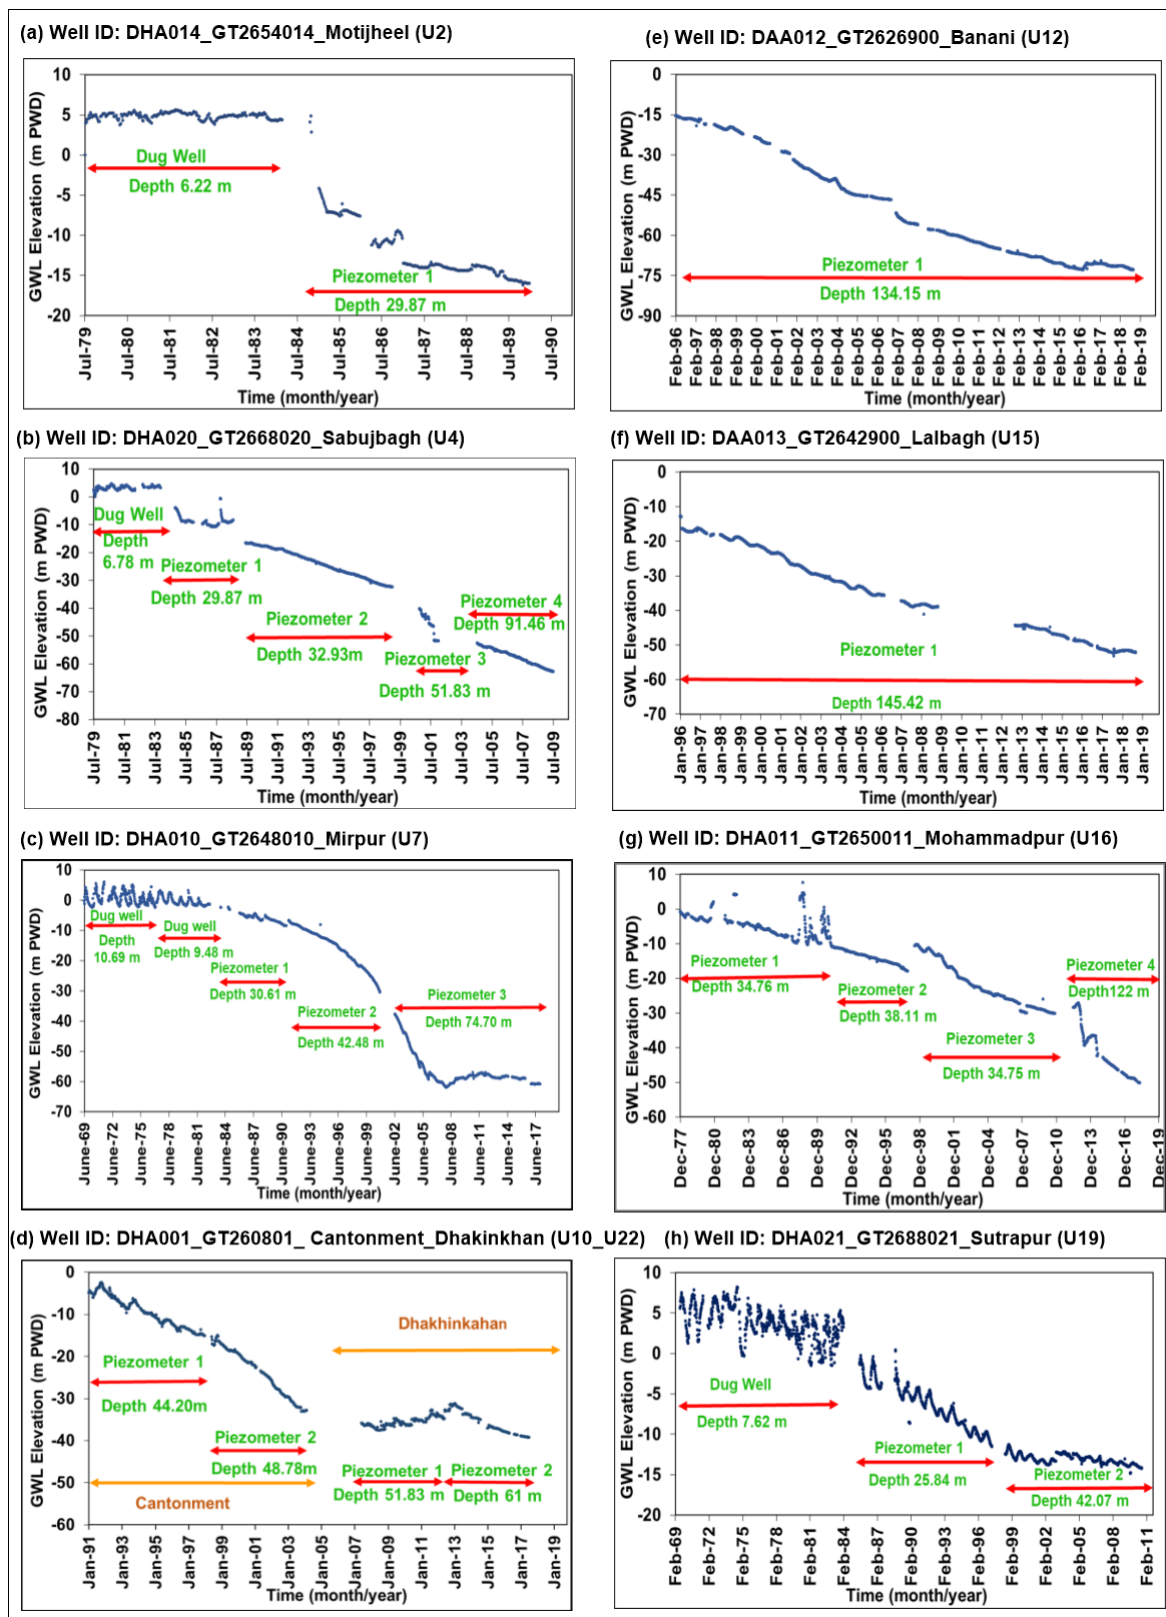 (a) Well ID: DHA014_GT2654014_Motijheel (U2)
GWL Elevation (m PWD)
10
5
0
-5
-10
-15
-20
Dug Well
Depth 6.22 m
Piezometer 1
Depth 29.87 m
Jul-79
Jul-80
Jul-81
Jul-82
Jul-83
Jul-84
Jul-85
Jul-86
Jul-87
Jul-88
Jul-89
Jul-90
Time (month/year)
(e) Well ID: DAA012_GT2626900_Banani (U12)
GWL Elevation (m PWD)
0
-15
-30
-45
-60
-75
-90
Piezometer 1
Depth 134.15 m
Feb-96
Feb-97
Feb-98
Feb-99
Feb-00
Feb-01
Feb-02
Feb-03
Feb-04
Feb-05
Feb-06
Feb-07
Feb-08
Feb-09
Feb-10
Feb-11
Feb-12
Feb-13
Feb-14
Feb-15
Feb-16
Feb-17
Feb-18
Feb-19
Time (month/year)
(b) Well ID: DHA020_GT2668020_Sabujbagh (U4)
GWL Elevation (m PWD)
10
0
-10
-20
-30
-40
-50
-60
-70
-80
Dug Well
Depth
6.78 m
Piezometer 1
Depth 29.87 m
Piezometer 2
Depth 32.93m
Piezometer 3
Depth 51.83 m
Piezometer 4
Depth 91.46 m
Jul-79
Jul-81
Jul-83
Jul-85
Jul-87
Jul-89
Jul-91
Jul-93
Jul-95
Jul-97
Jul-99
Jul-01
Jul-03
Jul-05
Jul-07
Jul-09
Time (month/year)
(f) Well ID: DAA013_GT2642900_Lalbagh (U15)
GWL Elevation (m PWD)
0
-10
-20
-30
-40
-50
-60
-70
Piezometer 1
Depth 145.42 m
Jan-96
Jan-97
Jan-98
Jan-99
Jan-00
Jan-01
Jan-02
Jan-03
Jan-04
Jan-05
Jan-06
Jan-07
Jan-08
Jan-09
Jan-10
Jan-11
Jan-12
Jan-13
Jan-14
Jan-15
Jan-16
Jan-17
Jan-18
Jan-19
Time (month/year)
(c) Well ID: DHA010_GT2648010_Mirpur (U7)
GWL Elevation (m PWD)
10
0
-10
-20
-30
-40
-50
-60
-70
Dug well
Depth
10.69 m
Dug well
Depth 9.48 m
Piezometer 1
Depth 30.61 m
Piezometer 2
Depth 42.48 m
Piezometer 3
Depth 74.70 m
June-69
June-72
June-75
June-78
June-81
June-84
June-87
June-90
June-93
June-96
June-99
June-02
June-05
June-08
June-11
June-14
June-17
Time (month/year)
(g) Well ID: DHA011_GT2650011_Mohammadpur (U16)
GWL Elevation (m PWD)
10
0
-10
-20
-30
-40
-50
-60
Piezometer 1
Depth 34.76 m
Piezometer 2
Depth 38.11 m
Piezometer 3
Depth 34.75 m
Piezometer 4
Depth122 m
Dec-77
Dec-80
Dec-83
Dec-86
Dec-89
Dec-92
Dec-95
Dec-98
Dec-01
Dec-04
Dec-07
Dec-10
Dec-13
Dec-16
Dec-19
Time (month/year)
(d) Well ID: DHA001_GT260801_ Cantonment_Dhakinkhan (U10_U22)
GWL Elevation (m PWD)
0
-10
-20
-30
-40
-50
-60
Dhakhinkahan
Piezometer 1
Depth 44.20m
Piezometer 2
Depth 48.78m
Cantonment
Piezometer 1
Depth 51.83 m
Piezometer 2
Depth 61 m
Jan-91
Jan-93
Jan-95
Jan-97
Jan-99
Jan-01
Jan-03
Jan-05
Jan-07
Jan-09
Jan-11
Jan-13
Jan-15
Jan-17
Jan-19
Time (month/year)
(h) Well ID: DHA021_GT2688021_Sutrapur (U19)
GWL Elevation (m PWD)
10
5
0
-5
-10
-15
-20
Dug Well
Depth 7.62 m
Piezometer 1
Depth 25.84 m
Piezometer 2
Depth 42.07 m
Feb-69
Feb-72
Feb-75
Feb-78
Feb-81
Feb-84
Feb-87
Feb-90
Feb-93
Feb-96
Feb-99
Feb-02
Feb-05
Feb-08
Feb-11
Time (month/year)